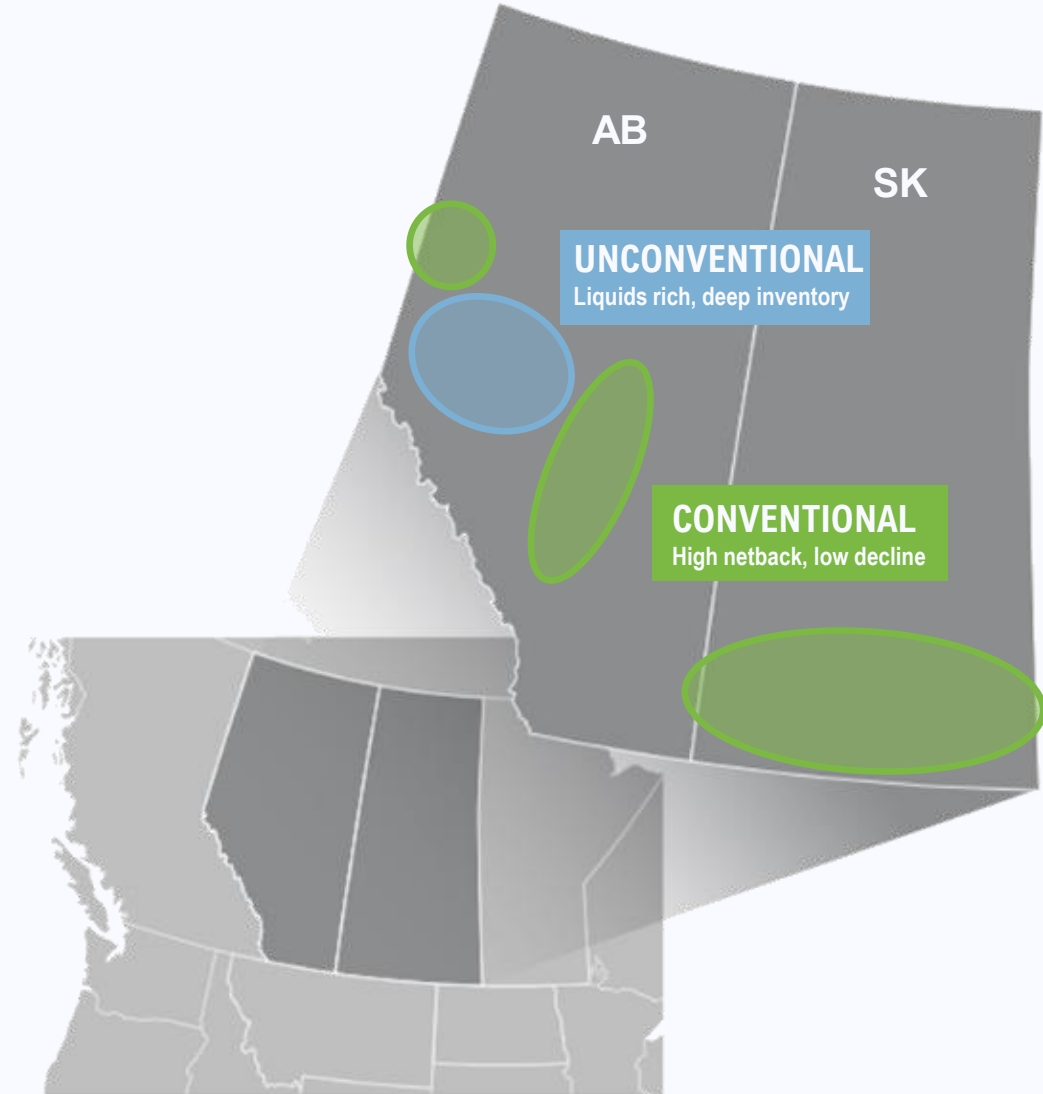 AB
SK
UNCONVENTIONAL
Liquids rich, deep inventory
CONVENTIONAL
High netback, low decline